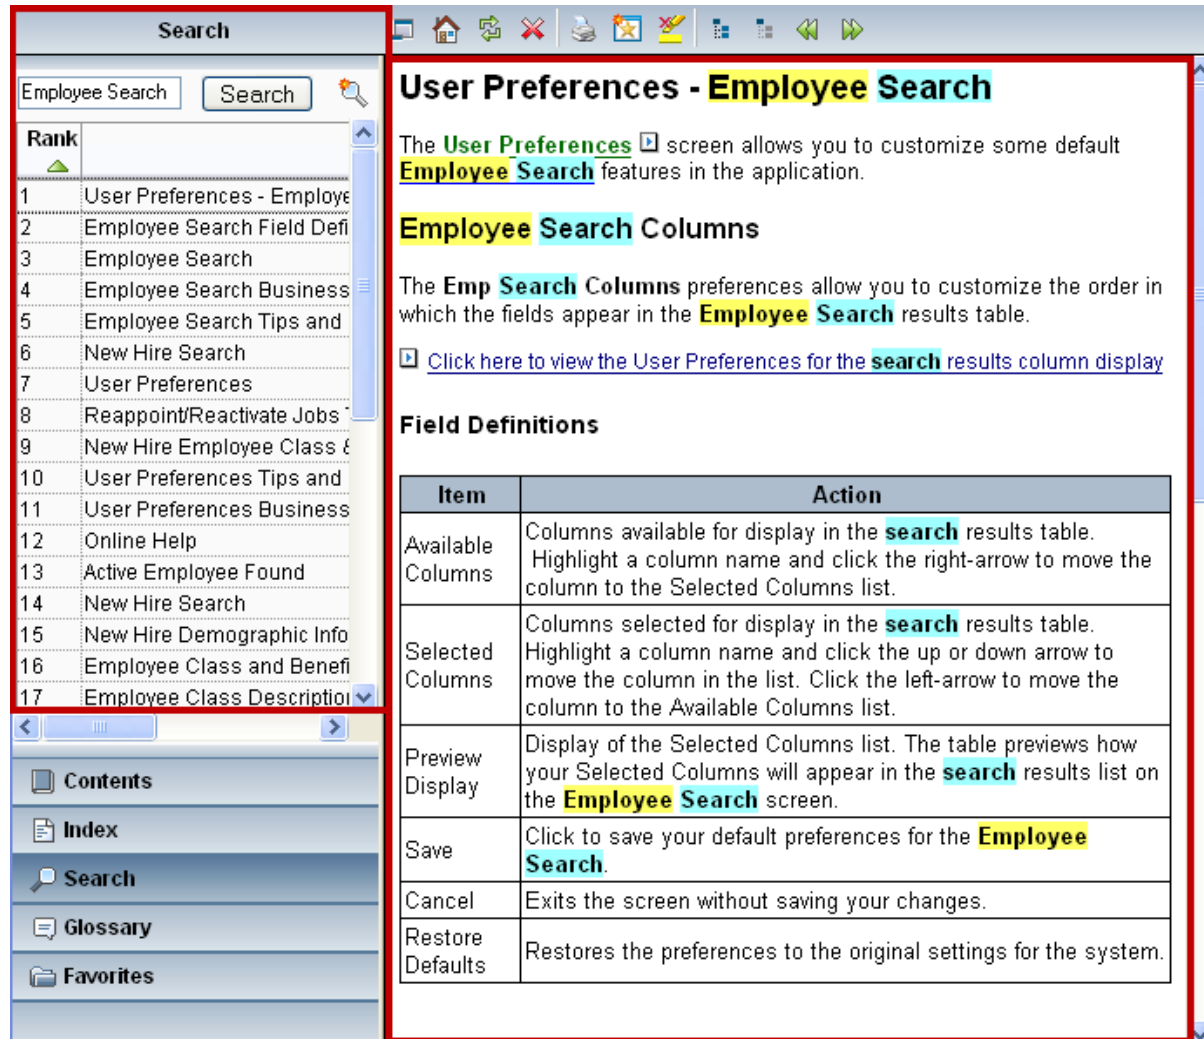 Search
Employee Search Search
Rank
1 User Preferences - Employe
2 Employee Search Field Defi
3 Employee Search
4 Employee Search Business
5 Employee Search Tips and
6 New Hire Search
7 User Preferences
8 Reappoint/Reactivate Jobs
9 New Hire Employee Class &
10 User Preferences Tips and
11 User Preferences Business
12 Online Help
13 Active Employee Found
14 New Hire Search
15 New Hire Demographic Info
16 Employee Class and Benefi
17 Employee Class Description
Contents
Index
Search
Glossary
Favorites
User Preferences - Employee Search
The User Preferences screen allows you to customize some default
Employee Search features in the application.
Employee Search Columns
The Emp Search Columns preferences allow you to customize the order in
which the fields appear in the Employee Search results table.
Click here to view the User Preferences for the search results column display
Field Definitions
Item Action
Available
Columns
Columns available for display in the search results table.
Highlight a column name and click the right-arrow to move the
column to the Selected Columns list.
Selected
Columns
Columns selected for display in the search results table.
Highlight a column name and click the up or down arrow to
move the column in the list. Click the left-arrow to move the
column to the Available Columns list.
Preview
Display
Display of the Selected Columns list. The table previews how
your Selected Columns will appear in the search results list on
the Employee Search screen.
Save
Click to save your default preferences for the Employee
Search.
Cancel Exits the screen without saving your changes.
Restore
Defaults
Restores the preferences to the original settings for the system.